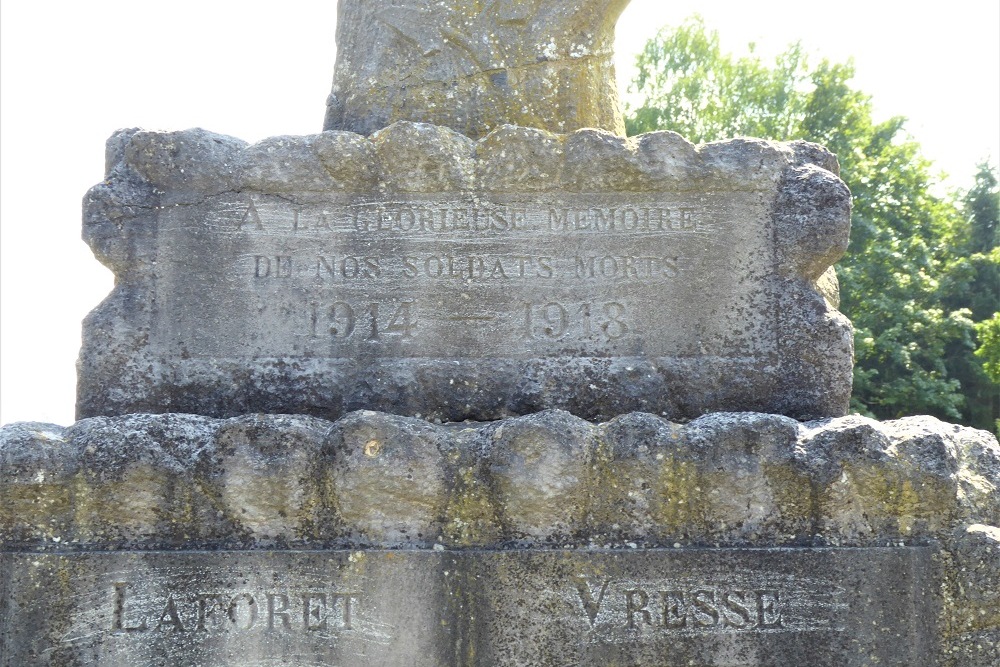 A LA GLORIEUSE MEMOIRE
DE NOS SOLDATS MORTS
1914 — 1918
LAFORET VRESSE